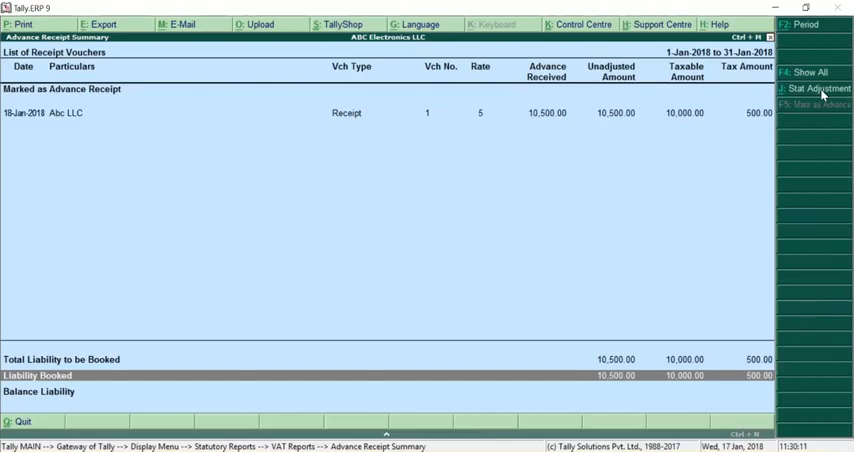 Tally.ERP 9
P: Print E: Export M: E-Mail O: Upload S: TallyShop G: Language K: Keyboard K: Control Centre H: Support Centre H: Help F2: Period
Advance Receipt Summary ABC Electronics LLC Ctrl + M
List of Receipt Vouchers 1-Jan-2018 to 31-Jan-2018
Date Particulars Vch Type Vch No. Rate Advance Received Unadjusted Amount Taxable Amount Tax Amount
F4: Show All
J: Stat Adjustment
Marked as Advance Receipt
F5: Mark as Advance
18-Jan-2018 Abc LLC Receipt 1 5 10,500.00 10,500.00 10,000.00 500.00
Total Liability to be Booked 10,500.00 10,000.00 500.00
Liability Booked 10,500.00 10,000.00 500.00
Balance Liability
Q: Quit
Ctrl + N
Tally MAIN --> Gateway of Tally --> Display Menu --> Statutory Reports --> VAT Reports --> Advance Receipt Summary (c) Tally Solutions Pvt. Ltd., 1988-2017 Wed, 17 Jan, 2018 11:30:11